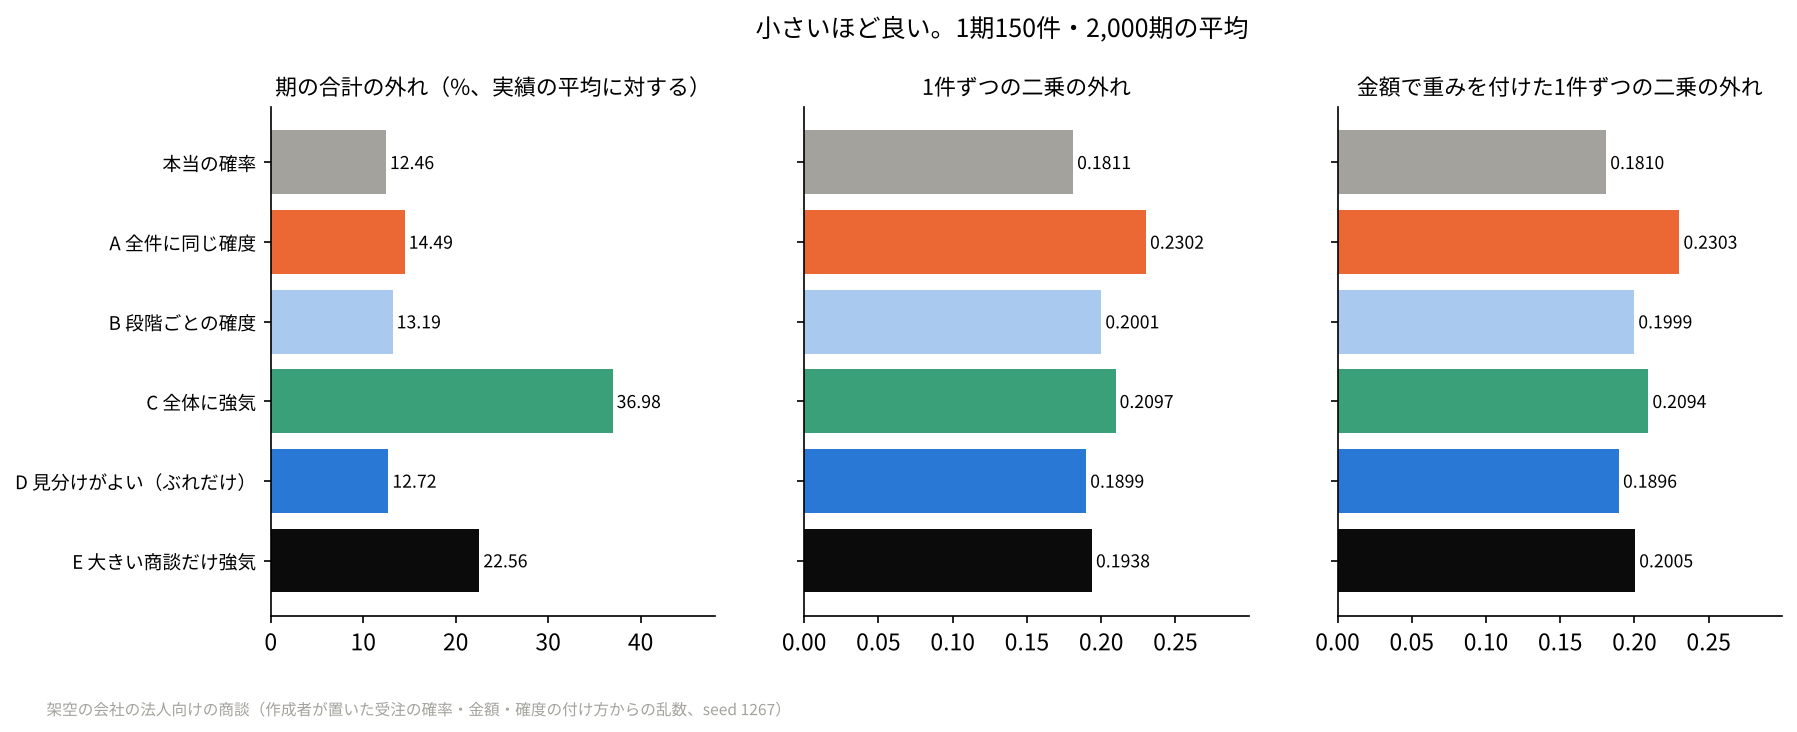 小さいほど良い。1期150件・2,000期の平均
期の合計の外れ（%、実績の平均に対する）
本当の確率
A 全件に同じ確度
B 段階ごとの確度
C 全体に強気
D 見分けがよい（ぶれだけ）
E 大きい商談だけ強気
12.46
14.49
13.19
36.98
12.72
22.56
0 10 20 30 40
1件ずつの二乗の外れ
0.1811
0.2302
0.2001
0.2097
0.1899
0.1938
0.00 0.05 0.10 0.15 0.20 0.25
金額で重みを付けた1件ずつの二乗の外れ
0.1810
0.2303
0.1999
0.2094
0.1896
0.2005
0.00 0.05 0.10 0.15 0.20 0.25
架空の会社の法人向けの商談（作成者が置いた受注の確率・金額・確度の付け方からの乱数、seed 1267）